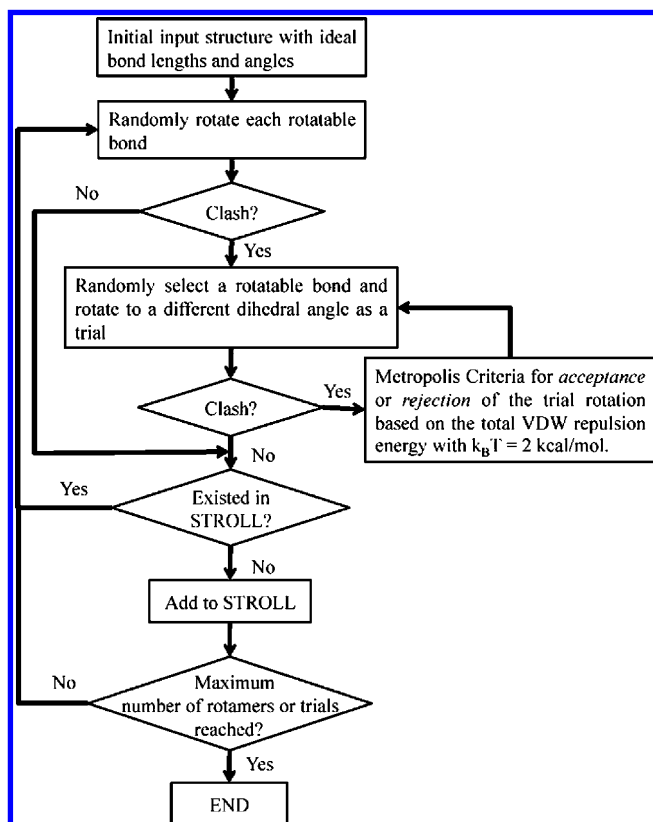 Initial input structure with ideal
bond lengths and angles
Randomly rotate each rotatable
bond
No
Clash?
Yes
Randomly select a rotatable bond and
rotate to a different dihedral angle as a
trial
Clash?
Yes
Metropolis Criteria for acceptance
or rejection of the trial rotation
based on the total VDW repulsion
energy with kBT = 2 kcal/mol.
No
Yes
Existed in
STROLL?
No
Add to STROLL
No
Maximum
number of rotamers or trials
reached?
Yes
END